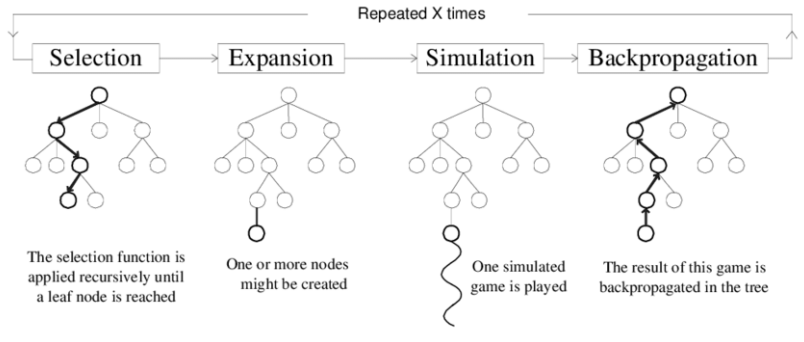 Repeated X times
Selection
Expansion
Simulation
Backpropagation
The selection function is
applied recursively until
a leaf node is reached
One or more nodes
might be created
One simulated
game is played
The result of this game is
backpropagated in the tree